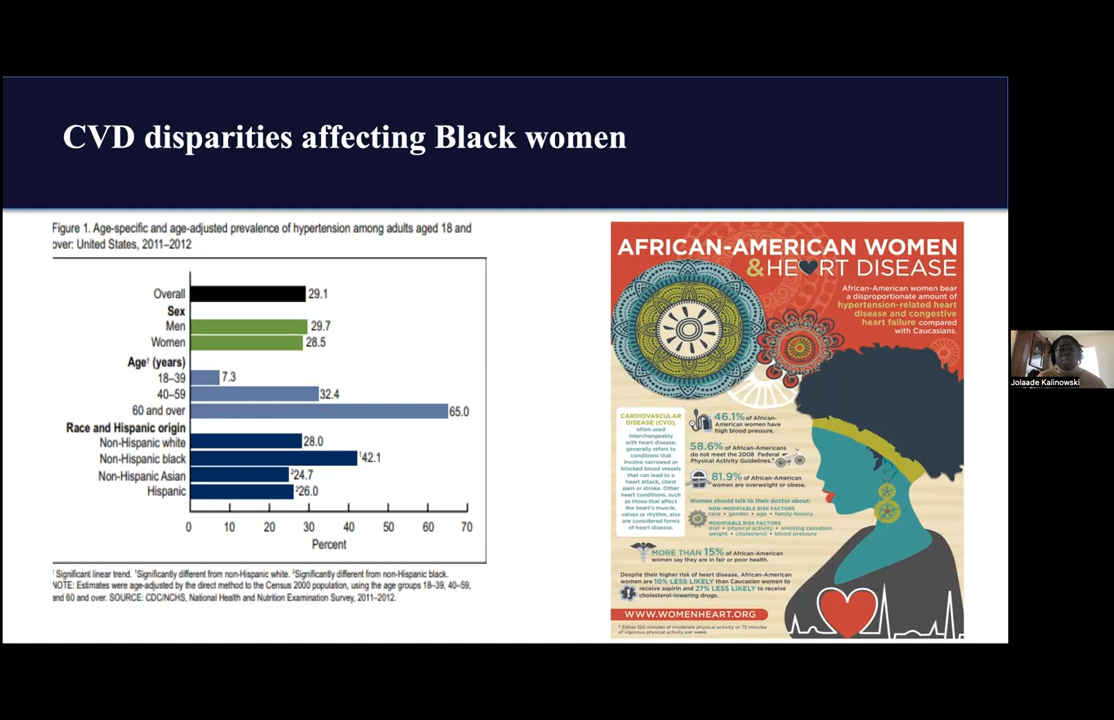 CVD disparities affecting Black women
Figure 1. Age-specific and age-adjusted prevalence of hypertension among adults aged 18 and
over: United States, 2011–2012
Overall 29.1
Sex
Men 29.7
Women 28.5
Age† (years)
18–39 7.3
40–59 32.4
60 and over 65.0
Race and Hispanic origin
Non-Hispanic white 28.0
Non-Hispanic black ¹42.1
Non-Hispanic Asian ²24.7
Hispanic ²26.0
0 10 20 30 40 50 60 70
Percent
† Significant linear trend. ¹Significantly different from non-Hispanic white. ²Significantly different from non-Hispanic black.
NOTE: Estimates were age-adjusted by the direct method to the Census 2000 population, using the age groups 18–39, 40–59,
and 60 and over. SOURCE: CDC/NCHS, National Health and Nutrition Examination Survey, 2011–2012.
AFRICAN-AMERICAN WOMEN
& HEART DISEASE
African-American women bear
a disproportionate amount of
hypertension-related heart
disease and congestive
heart failure compared
with Caucasians.
CARDIOVASCULAR
DISEASE (CVD),
often used
interchangeably
with heart disease,
generally refers to
conditions that
involve narrowed or
blocked blood vessels
that can lead to a
heart attack, chest
pain or stroke. Other
heart conditions, such
as those that affect
the heart's muscle,
valves or rhythm, also
are considered forms
of heart disease.
46.1% of African-
American women have
high blood pressure.
58.6% of African-Americans
do not meet the 2008 Federal
Physical Activity Guidelines.*
81.9% of African-American
women are overweight or obese.
Women should talk to their doctor about:
NON-MODIFIABLE RISK FACTORS
race • gender • age • family history
MODIFIABLE RISK FACTORS
diet • physical activity • smoking cessation
weight • cholesterol • blood pressure
MORE THAN 15% of African-American
women say they are in fair or poor health.
Despite their higher risk of heart disease, African-American
women are 10% LESS LIKELY than Caucasian women to
receive aspirin and 27% LESS LIKELY to receive
cholesterol-lowering drugs.
WWW.WOMENHEART.ORG
* Either 150 minutes of moderate physical activity or 75 minutes
of vigorous physical activity per week.
Jolaade Kalinowski